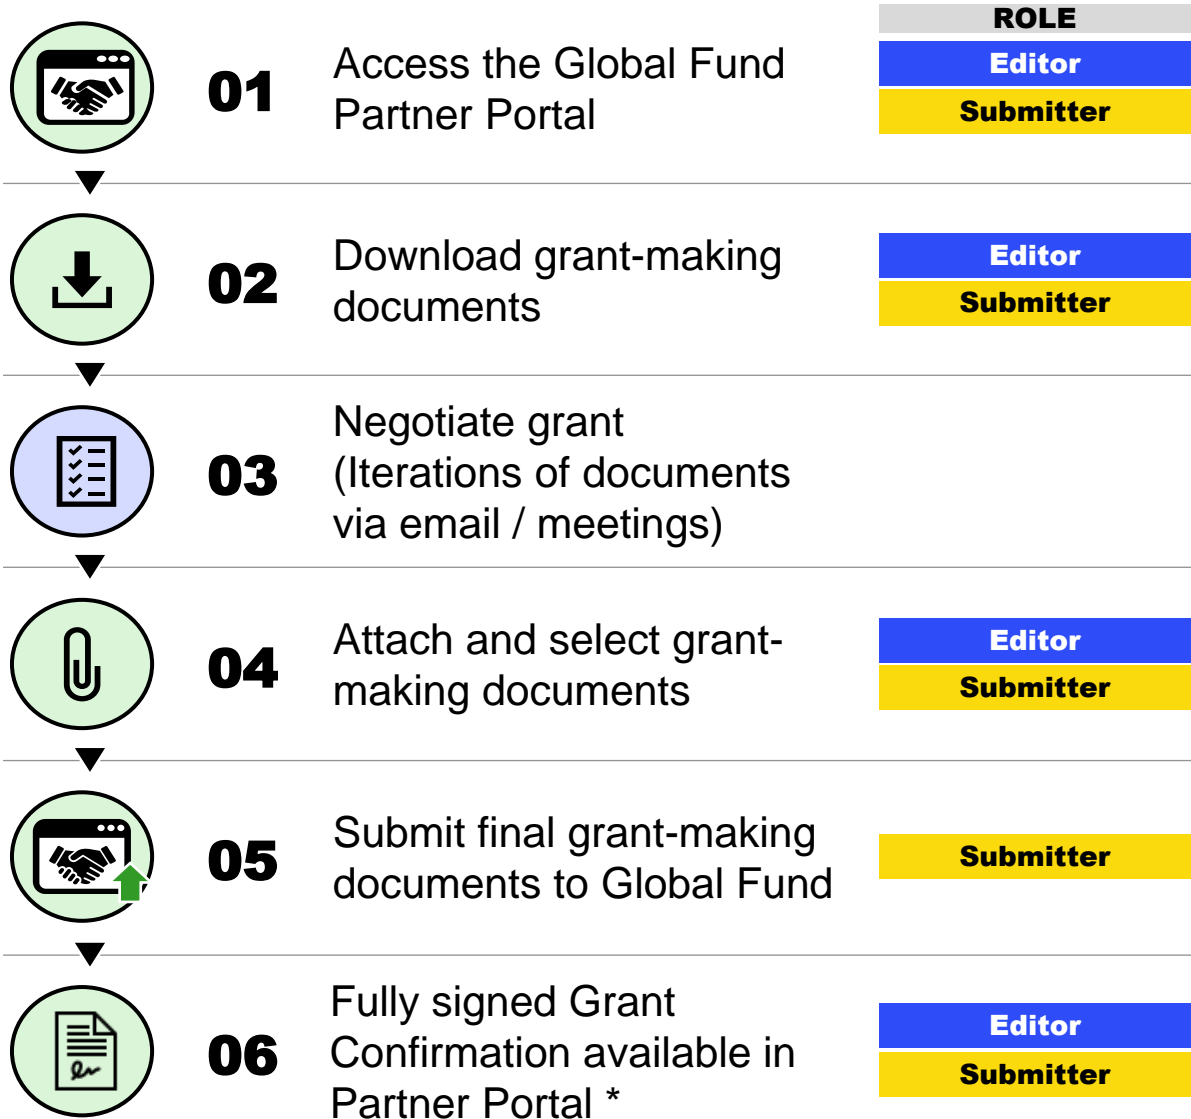 ROLE
01
Access the Global Fund
Partner Portal
Editor
Submitter
02
Download grant-making
documents
Editor
Submitter
03
Negotiate grant
(Iterations of documents
via email / meetings)
04
Attach and select grant-
making documents
Editor
Submitter
05
Submit final grant-making
documents to Global Fund
Submitter
06
Fully signed Grant
Confirmation available in
Partner Portal *
Editor
Submitter